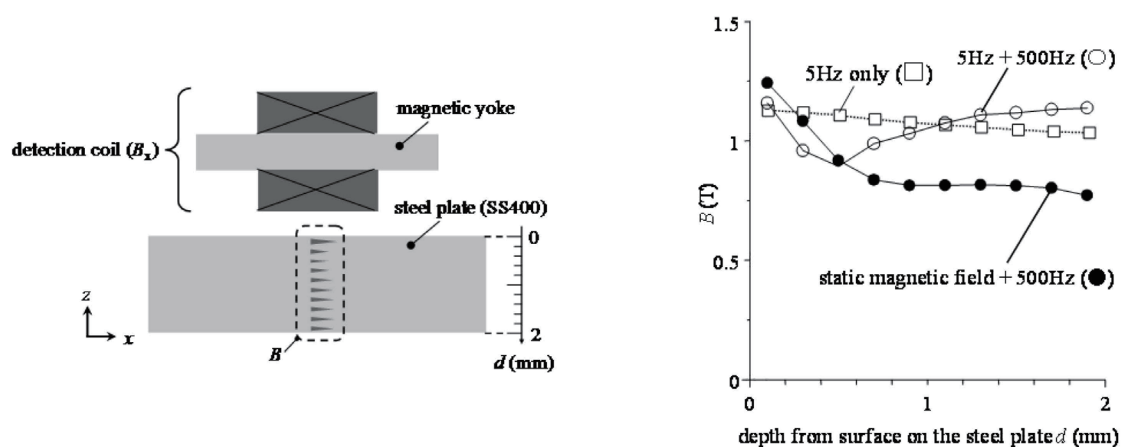 magnetic yoke
detection coil (Bx)
steel plate (SS400)
0
2
d (mm)
z
x
B
1.5
1
0.5
0
B (T)
5Hz only (□)
5Hz + 500Hz (○)
static magnetic field + 500Hz (●)
0
1
2
depth from surface on the steel plate d (mm)